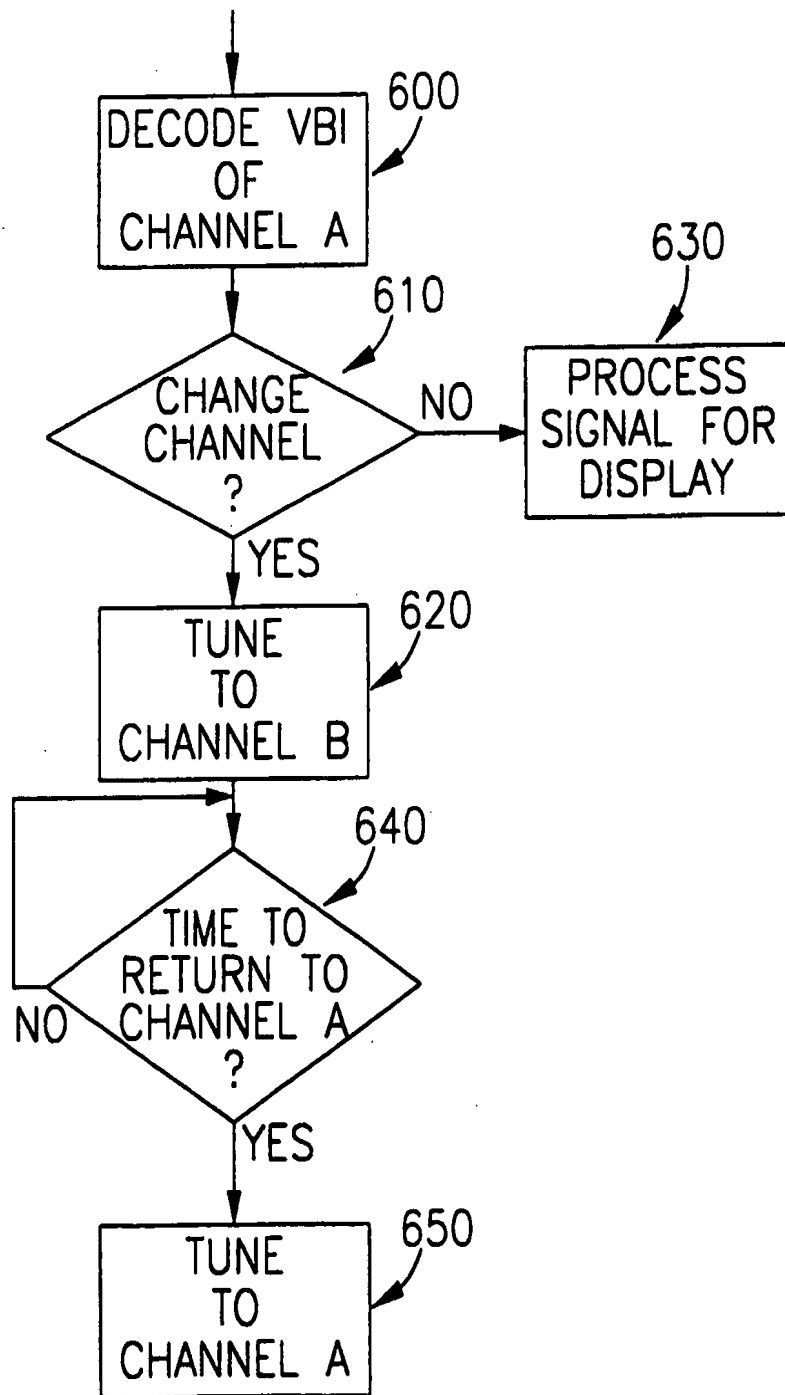 600
DECODE VBI
OF
CHANNEL A
610
630
CHANGE
CHANNEL
?
NO
PROCESS
SIGNAL FOR
DISPLAY
YES
620
TUNE
TO
CHANNEL B
640
TIME TO
RETURN TO
CHANNEL A
?
NO
YES
650
TUNE
TO
CHANNEL A